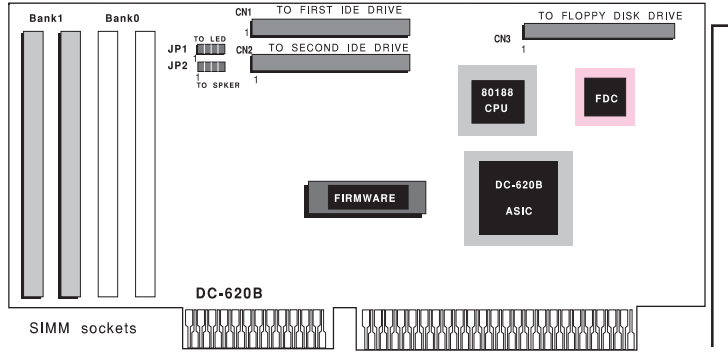 Bank1 Bank0
CN1 TO FIRST IDE DRIVE
1
TO FLOPPY DISK DRIVE
CN3
1
TO LED
JP1
1
CN2 TO SECOND IDE DRIVE
1
JP2
1
TO SPKER
80188
CPU
FDC
DC-620B
ASIC
FIRMWARE
DC-620B
SIMM sockets